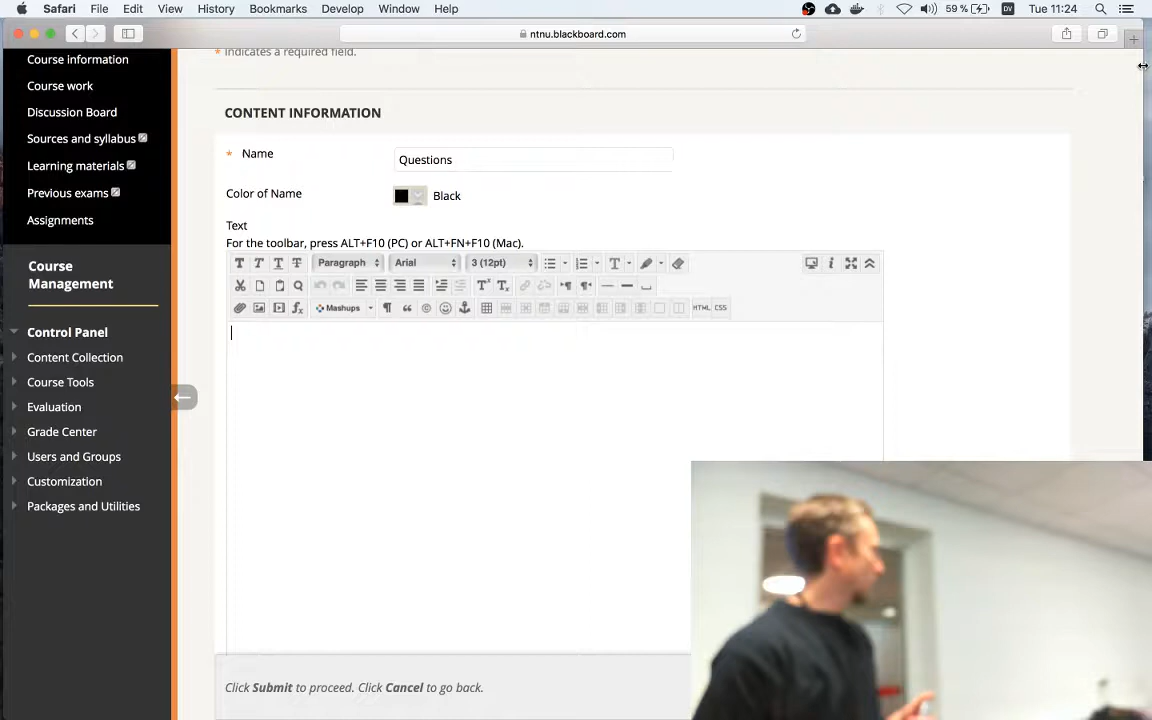 Safari File Edit View History Bookmarks Develop Window Help 59 % DV Tue 11:24
ntnu.blackboard.com
* Indicates a required field.
Course information
Course work
Discussion Board
Sources and syllabus
Learning materials
Previous exams
Assignments
Course Management
Control Panel
Content Collection
Course Tools
Evaluation
Grade Center
Users and Groups
Customization
Packages and Utilities
CONTENT INFORMATION
* Name Questions
Color of Name Black
Text
For the toolbar, press ALT+F10 (PC) or ALT+FN+F10 (Mac).
T T T T Paragraph Arial 3 (12pt) T
Mashups HTML CSS
Click Submit to proceed. Click Cancel to go back.